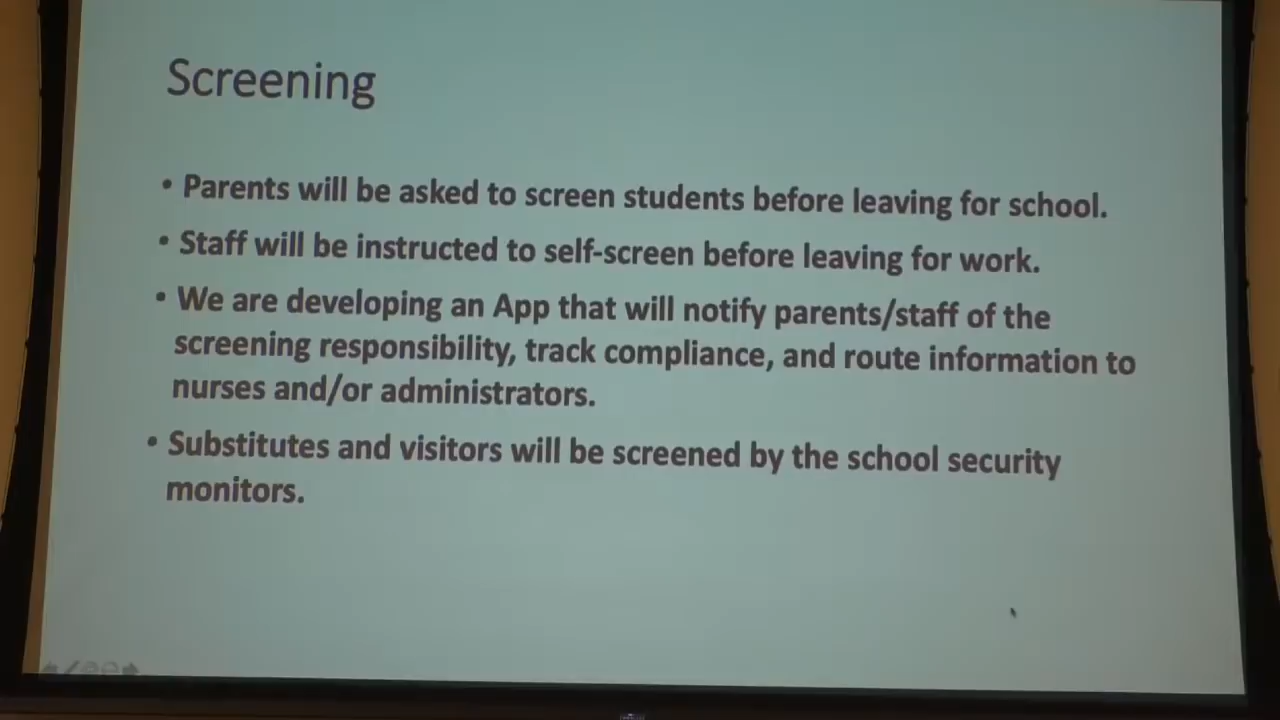 Screening
• Parents will be asked to screen students before leaving for school.
• Staff will be instructed to self-screen before leaving for work.
• We are developing an App that will notify parents/staff of the
screening responsibility, track compliance, and route information to
nurses and/or administrators.
• Substitutes and visitors will be screened by the school security
monitors.